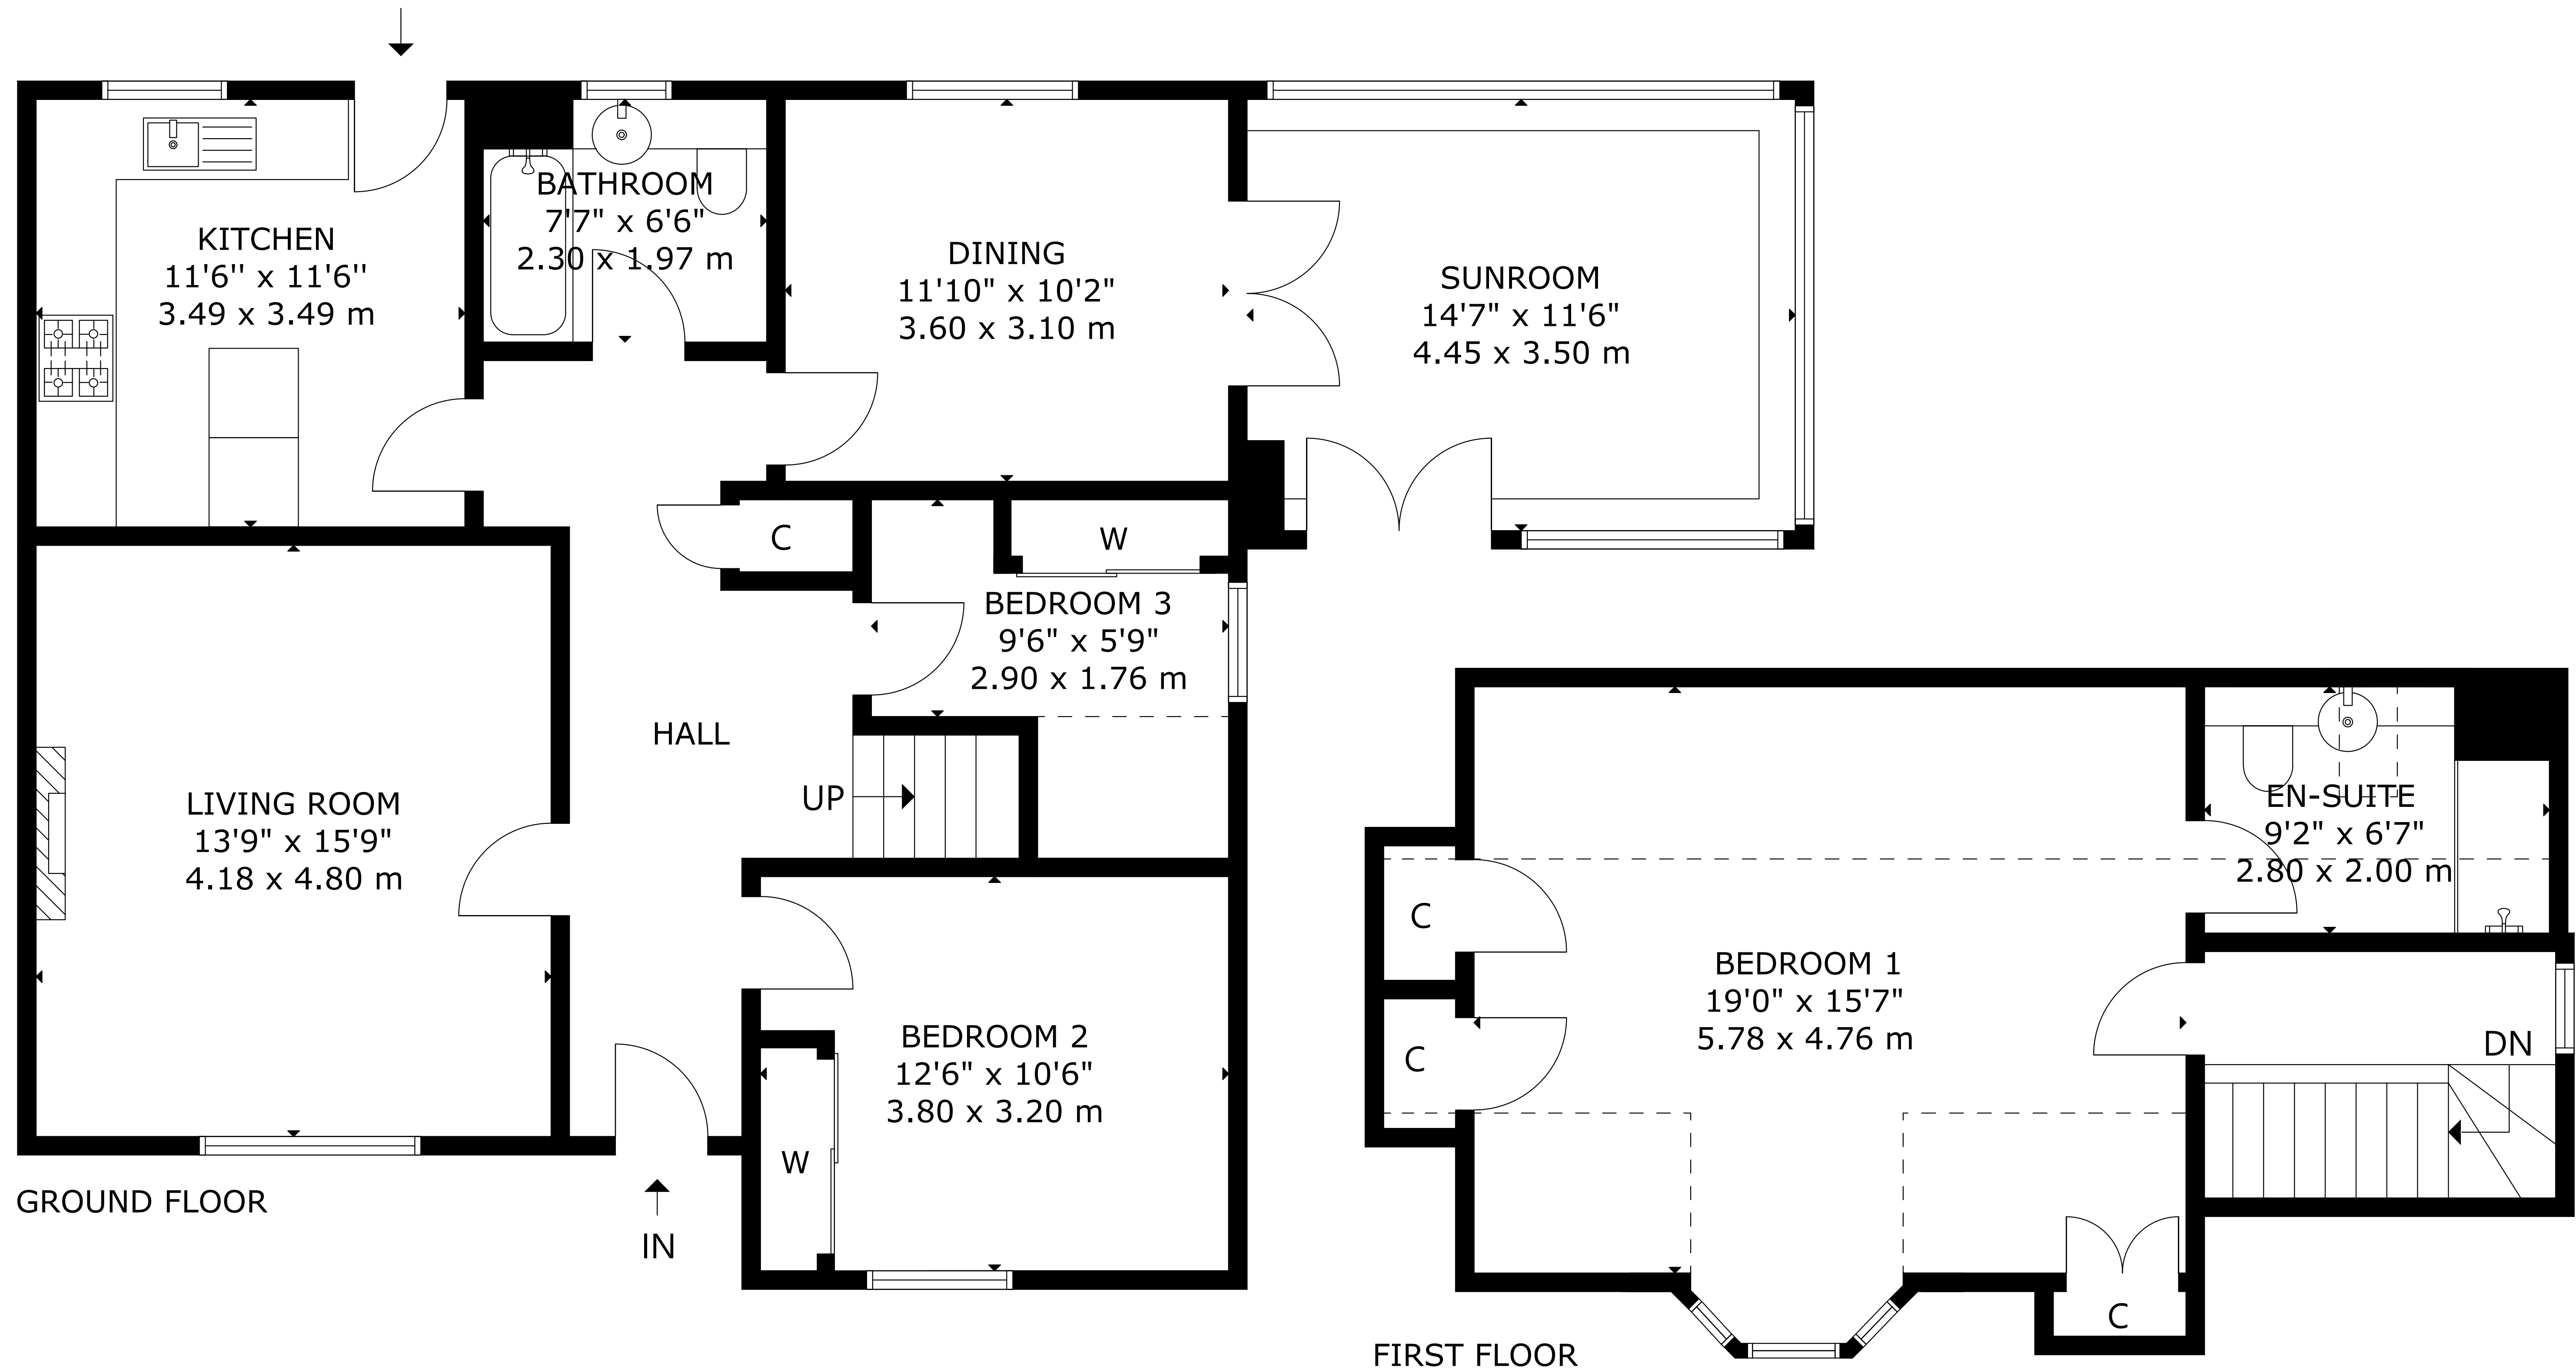 KITCHEN
11'6'' x 11'6''
3.49 x 3.49 m
BATHROOM
7'7" x 6'6"
2.30 x 1.97 m
DINING
11'10" x 10'2"
3.60 x 3.10 m
SUNROOM
14'7" x 11'6"
4.45 x 3.50 m
C
W
BEDROOM 3
9'6" x 5'9"
2.90 x 1.76 m
HALL
UP
LIVING ROOM
13'9" x 15'9"
4.18 x 4.80 m
BEDROOM 2
12'6" x 10'6"
3.80 x 3.20 m
W
GROUND FLOOR
IN
EN-SUITE
9'2" x 6'7"
2.80 x 2.00 m
C
BEDROOM 1
19'0" x 15'7"
5.78 x 4.76 m
C
DN
C
FIRST FLOOR